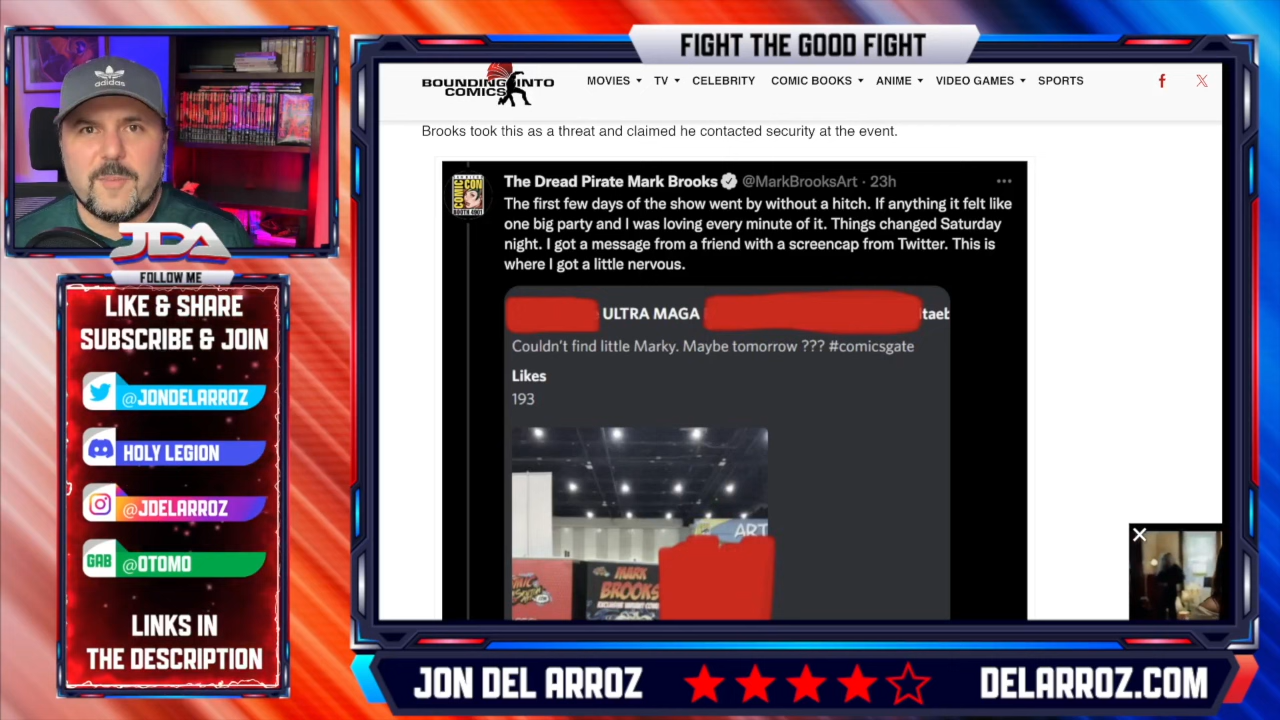 FIGHT THE GOOD FIGHT
adidas
JDA
FOLLOW ME
LIKE & SHARE
SUBSCRIBE & JOIN
@JONDELARROZ
HOLY LEGION
@JDELARROZ
GAB @OTOMO
LINKS IN
THE DESCRIPTION
BOUNDING INTO
COMICS
MOVIES TV CELEBRITY COMICBOOKS ANIME VIDEO GAMES SPORTS
Brooks took this as a threat and claimed he contacted security at the event.
COMIC
CON
BOOTH 4901
The Dread Pirate Mark Brooks @MarkBrooksArt · 23h
The first few days of the show went by without a hitch. If anything it felt like
one big party and I was loving every minute of it. Things changed Saturday
night. I got a message from a friend with a screencap from Twitter. This is
where I got a little nervous.
ULTRA MAGA taeb
Couldn't find little Marky. Maybe tomorrow ??? #comicsgate
Likes
193
ART
MARK
BROOKS
JON DEL ARROZ
DELARROZ.COM